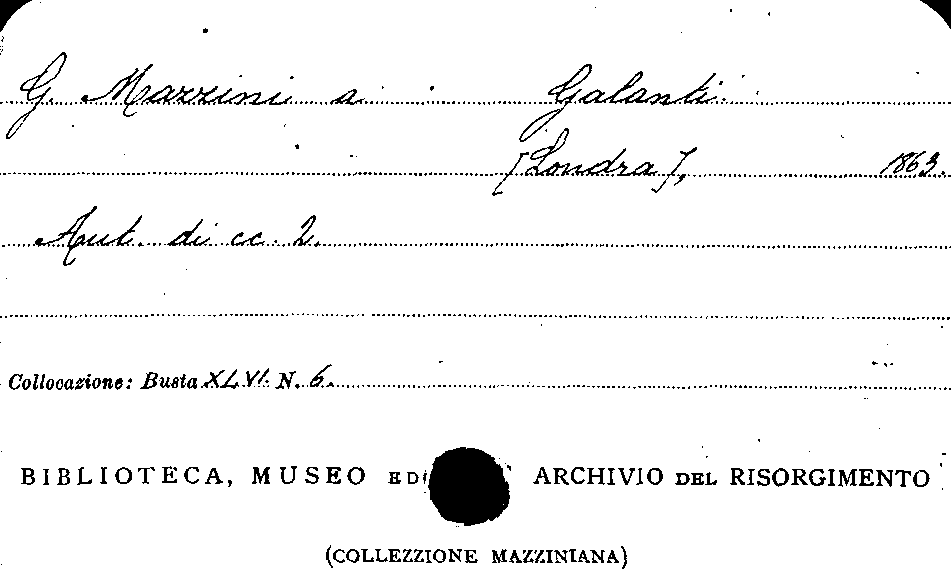 G. Mazzini a Galanti.
[Londra], 1863.
Aut. di cc. 2.
Collocazione: Busta XLVI. N. 6.
BIBLIOTECA, MUSEO ED ARCHIVIO DEL RISORGIMENTO
(COLLEZZIONE MAZZINIANA)